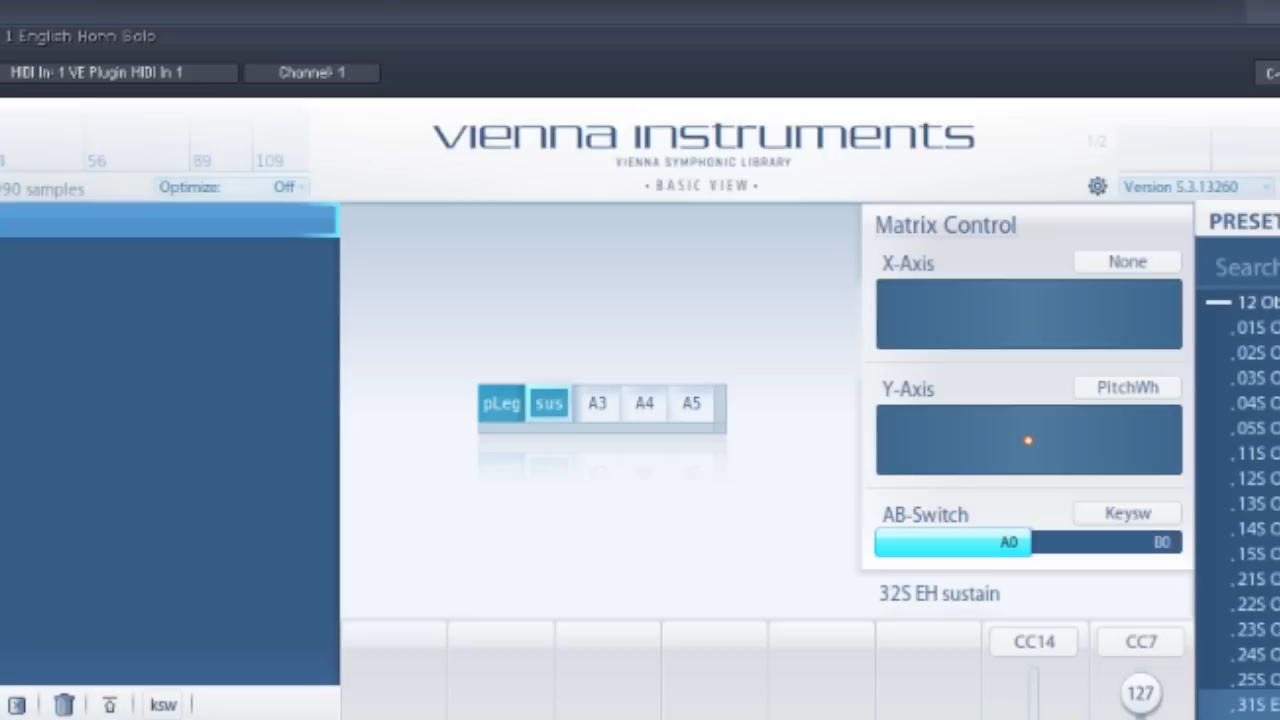 1 English Horn Solo
MIDI In: 1 VE Plugin MIDI In 1
Channel: 1
vienna instruments
VIENNA SYMPHONIC LIBRARY
• BASIC VIEW •
1/2
56
89
109
90 samples
Optimize:
Off
Version 5.3.13260
Matrix Control
PRESET
X-Axis
None
Search
12 Ob
.01S O
.02S O
.03S O
.04S O
.05S O
.11S O
.12S O
.13S O
.14S O
.15S O
.21S O
.22S O
.23S O
.24S O
.25S O
.31S E
Y-Axis
PitchWh
pLeg
sus
A3
A4
A5
AB-Switch
Keysw
A0
B0
32S EH sustain
CC14
CC7
127
ksw